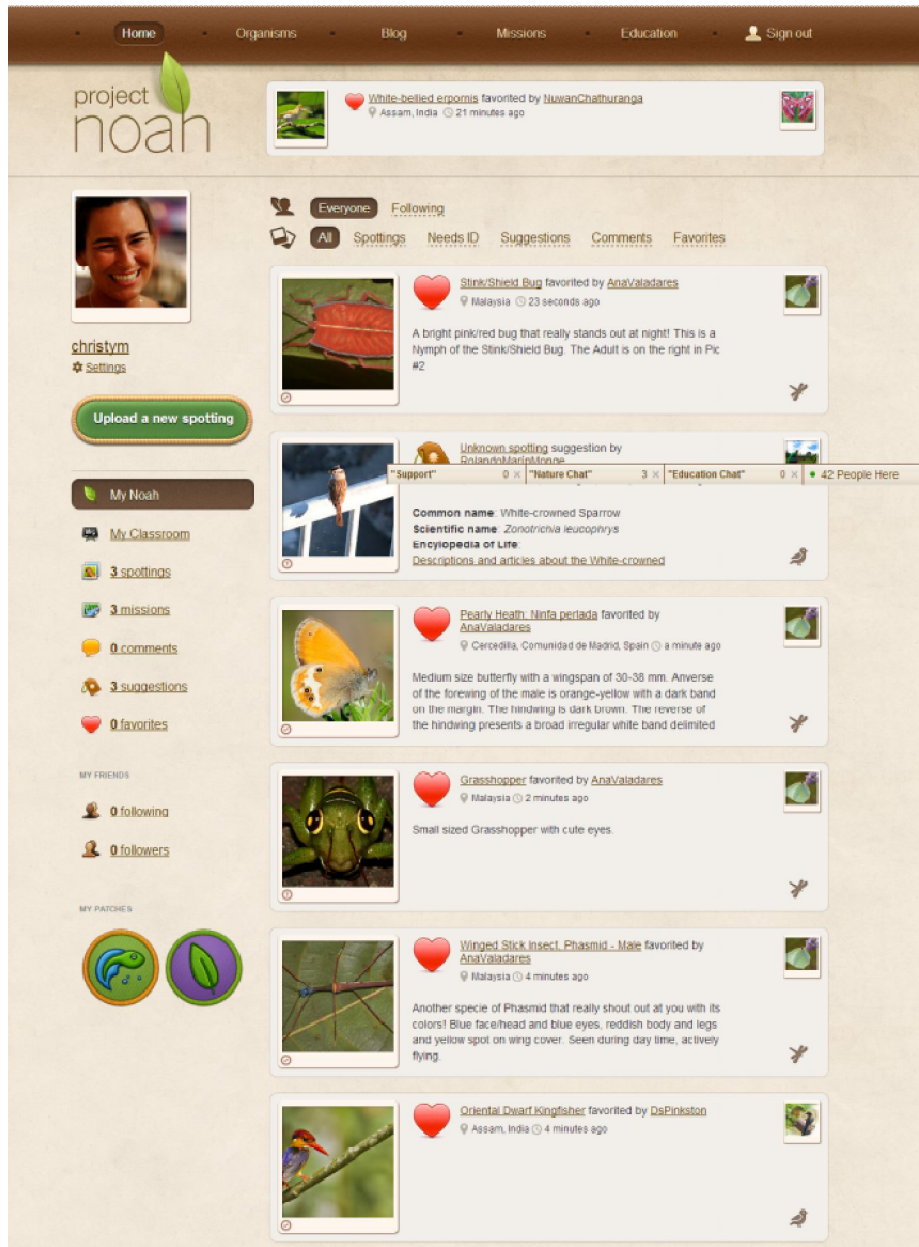 Home
Organisms
Blog
Missions
Education
Sign out
project
noah
White-bellied erpornis favorited by NuwanChathuranga
Assam, India 21 minutes ago
Everyone Following
All Spottings Needs ID Suggestions Comments Favorites
christym
Settings
Upload a new spotting
My Noah
My Classroom
3 spottings
3 missions
0 comments
3 suggestions
0 favorites
MY FRIENDS
0 following
0 followers
MY PATCHES
Stink/Shield Bug favorited by AnaValadares
Malaysia 23 seconds ago
A bright pink/red bug that really stands out at night! This is a
Nymph of the Stink/Shield Bug. The Adult is on the right in Pic
#2
Unknown spotting suggestion by
RolandoMarinMonge
"Support" 0 × "Nature Chat" 3 × "Education Chat" 0 × 42 People Here
Common name: White-crowned Sparrow
Scientific name: Zonotrichia leucophrys
Encylopedia of Life:
Descriptions and articles about the White-crowned
Pearly Heath; Ninfa perlada favorited by
AnaValadares
Cercedilla, Comunidad de Madrid, Spain a minute ago
Medium size butterfly with a wingspan of 30-38 mm. Anverse
of the forewing of the male is orange-yellow with a dark band
on the margin. The hindwing is dark brown. The reverse of
the hindwing presents a broad irregular white band delimited
Grasshopper favorited by AnaValadares
Malaysia 2 minutes ago
Small sized Grasshopper with cute eyes.
Winged Stick Insect, Phasmid - Male favorited by
AnaValadares
Malaysia 4 minutes ago
Another specie of Phasmid that really shout out at you with its
colors!! Blue face/head and blue eyes, reddish body and legs
and yellow spot on wing cover. Seen during day time, actively
flying.
Oriental Dwarf Kingfisher favorited by DsPinkston
Assam, India 4 minutes ago